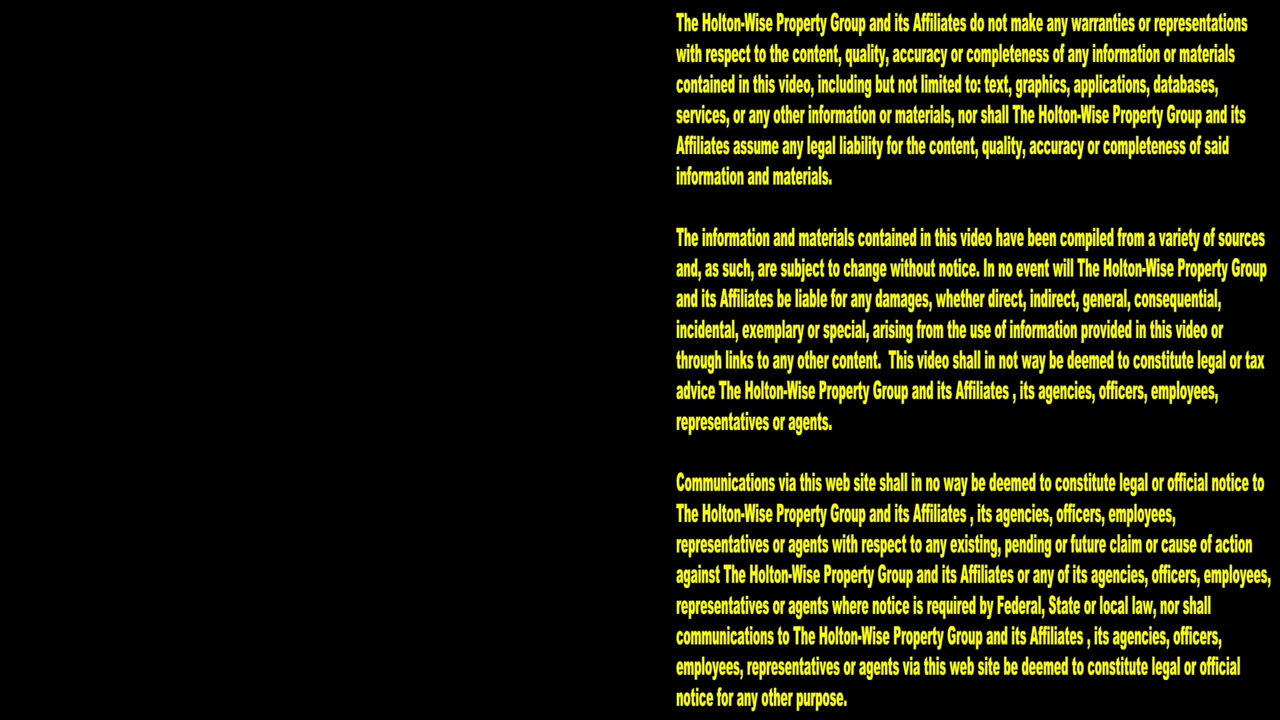 The Holton-Wise Property Group and its Affiliates do not make any warranties or representations
with respect to the content, quality, accuracy or completeness of any information or materials
contained in this video, including but not limited to: text, graphics, applications, databases,
services, or any other information or materials, nor shall The Holton-Wise Property Group and its
Affiliates assume any legal liability for the content, quality, accuracy or completeness of said
information and materials.
The information and materials contained in this video have been compiled from a variety of sources
and, as such, are subject to change without notice. In no event will The Holton-Wise Property Group
and its Affiliates be liable for any damages, whether direct, indirect, general, consequential,
incidental, exemplary or special, arising from the use of information provided in this video or
through links to any other content.  This video shall in not way be deemed to constitute legal or tax
advice The Holton-Wise Property Group and its Affiliates , its agencies, officers, employees,
representatives or agents.
Communications via this web site shall in no way be deemed to constitute legal or official notice to
The Holton-Wise Property Group and its Affiliates , its agencies, officers, employees,
representatives or agents with respect to any existing, pending or future claim or cause of action
against The Holton-Wise Property Group and its Affiliates or any of its agencies, officers, employees,
representatives or agents where notice is required by Federal, State or local law, nor shall
communications to The Holton-Wise Property Group and its Affiliates , its agencies, officers,
employees, representatives or agents via this web site be deemed to constitute legal or official
notice for any other purpose.